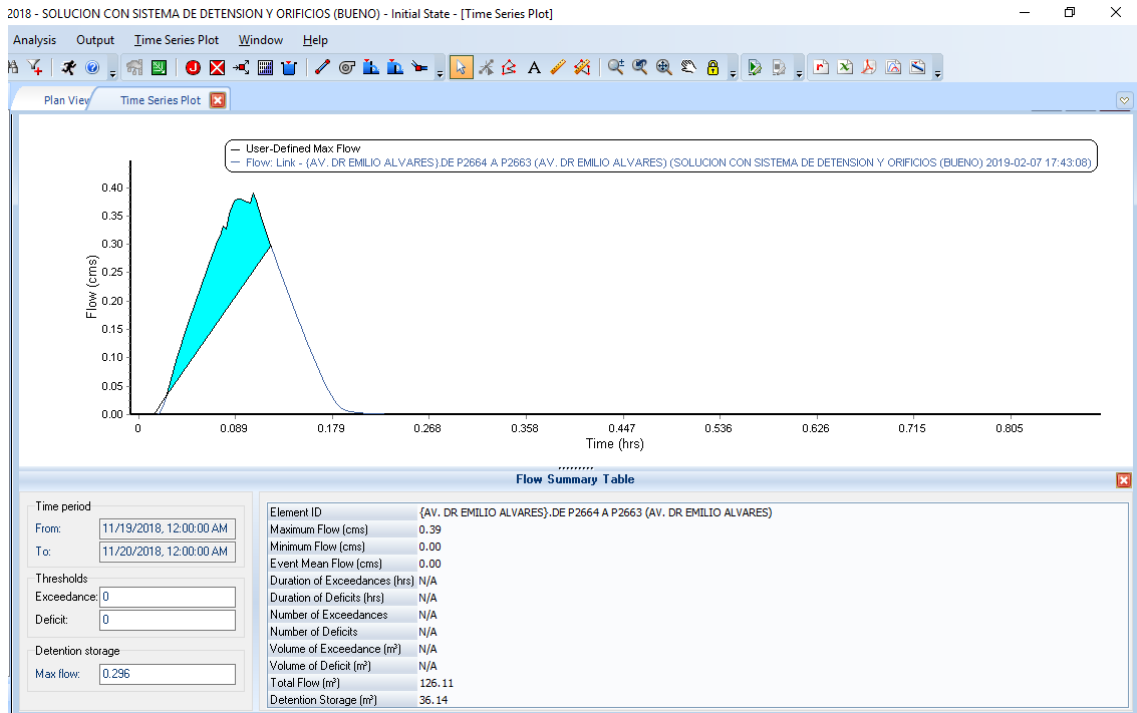 2018 - SOLUCION CON SISTEMA DE DETENSION Y ORIFICIOS (BUENO) - Initial State - [Time Series Plot]
Analysis Output Time Series Plot Window Help
Plan View Time Series Plot
User-Defined Max Flow
Flow: Link - {AV. DR EMILIO ALVARES}.DE P2664 A P2663 (AV. DR EMILIO ALVARES) (SOLUCION CON SISTEMA DE DETENSION Y ORIFICIOS (BUENO) 2019-02-07 17:43:08)
0.40
0.35
0.30
0.25
0.20
0.15
0.10
0.05
0.00
Flow (cms)
0 0.089 0.179 0.268 0.358 0.447 0.536 0.626 0.715 0.805
Time (hrs)
Flow Summary Table
Time period
From: 11/19/2018, 12:00:00 AM
To: 11/20/2018, 12:00:00 AM
Thresholds
Exceedance: 0
Deficit: 0
Detention storage
Max flow: 0.296
Element ID {AV. DR EMILIO ALVARES}.DE P2664 A P2663 (AV. DR EMILIO ALVARES)
Maximum Flow (cms) 0.39
Minimum Flow (cms) 0.00
Event Mean Flow (cms) 0.00
Duration of Exceedances (hrs) N/A
Duration of Deficits (hrs) N/A
Number of Exceedances N/A
Number of Deficits N/A
Volume of Exceedance (m³) N/A
Volume of Deficit (m³) N/A
Total Flow (m³) 126.11
Detention Storage (m³) 36.14